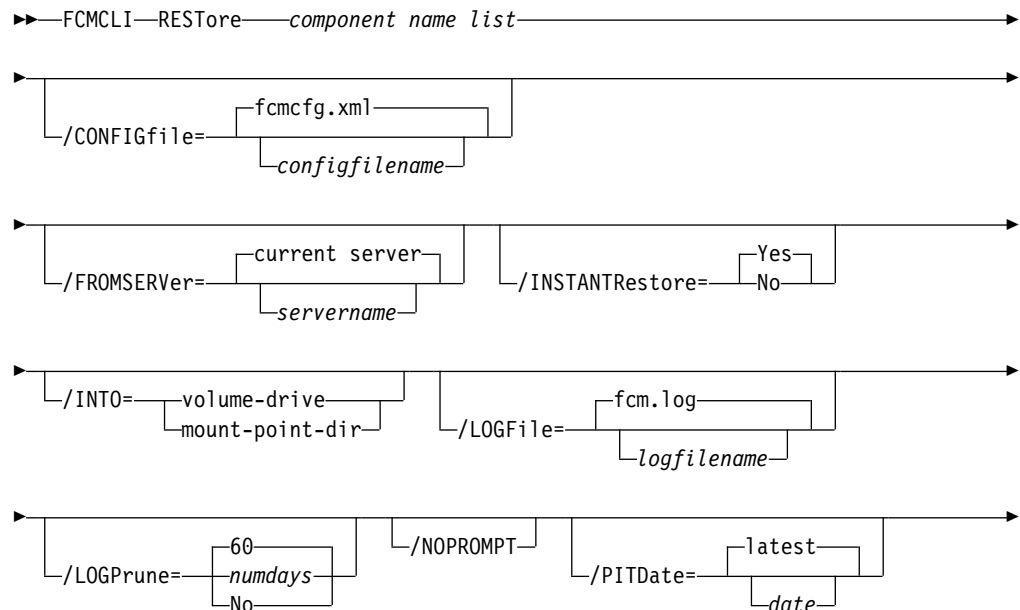 FCMCLI RESTore component name list
/CONFIGfile= fcmcfg.xml
configfilename
/FROMSERVer= current server
servername
/INSTANTRestore= Yes
No
/INTO= volume-drive
mount-point-dir
/LOGFile= fcm.log
logfilename
/LOGPrune= 60
numdays
No
/NOPROMPT
/PITDate= latest
date